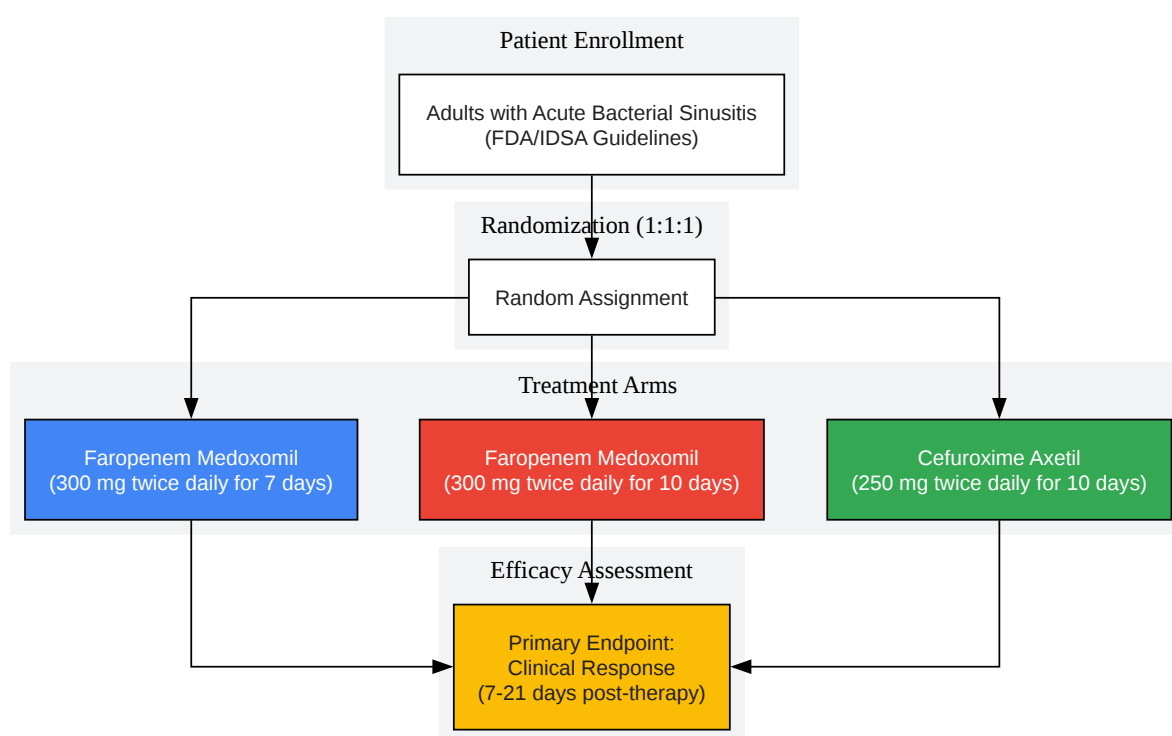 Patient Enrollment
Adults with Acute Bacterial Sinusitis
(FDA/IDSA Guidelines)
Randomization (1:1:1)
Random Assignment
Treatment Arms
Faropenem Medoxomil
(300 mg twice daily for 7 days)
Faropenem Medoxomil
(300 mg twice daily for 10 days)
Cefuroxime Axetil
(250 mg twice daily for 10 days)
Efficacy Assessment
Primary Endpoint:
Clinical Response
(7-21 days post-therapy)